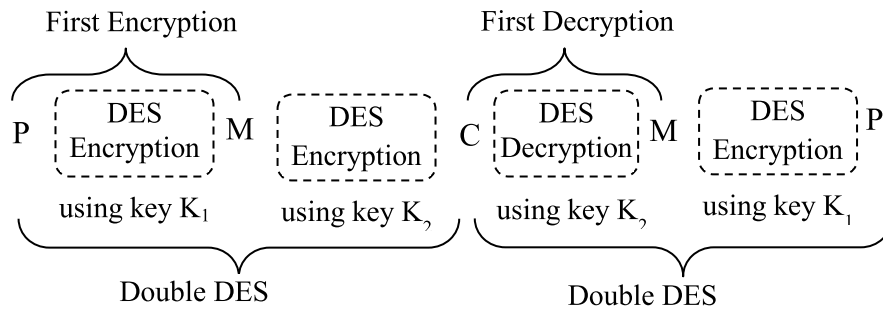 First Encryption
First Decryption
P
DES
Encryption
M
DES
Encryption
C
DES
Decryption
M
DES
Encryption
P
using key K₁
using key K₂
using key K₂
using key K₁
Double DES
Double DES